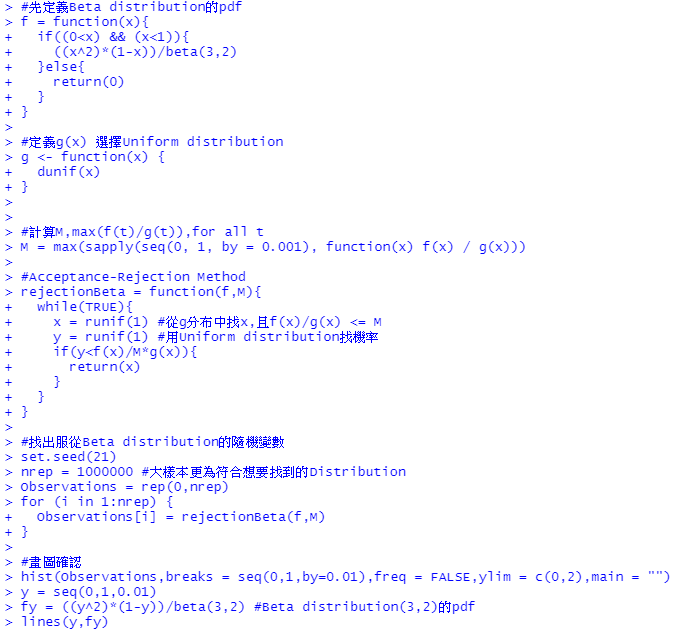 > #先定義Beta distribution的pdf
> f = function(x){
+   if((0<x) && (x<1)){
+     ((x^2)*(1-x))/beta(3,2)
+   }else{
+     return(0)
+   }
+ }
>
> #定義g(x) 選擇Uniform distribution
> g <- function(x) {
+   dunif(x)
+ }
>
>
> #計算M,max(f(t)/g(t)),for all t
> M = max(sapply(seq(0, 1, by = 0.001), function(x) f(x) / g(x)))
>
> #Acceptance-Rejection Method
> rejectionBeta = function(f,M){
+   while(TRUE){
+     x = runif(1) #從g分布中找x,且f(x)/g(x) <= M
+     y = runif(1) #用Uniform distribution找機率
+     if(y<f(x)/M*g(x)){
+       return(x)
+     }
+   }
+ }
>
> #找出服從Beta distribution的隨機變數
> set.seed(21)
> nrep = 1000000 #大樣本更為符合想要找到的Distribution
> Observations = rep(0,nrep)
> for (i in 1:nrep) {
+   Observations[i] = rejectionBeta(f,M)
+ }
>
> #畫圖確認
> hist(Observations,breaks = seq(0,1,by=0.01),freq = FALSE,ylim = c(0,2),main = "")
> y = seq(0,1,0.01)
> fy = ((y^2)*(1-y))/beta(3,2) #Beta distribution(3,2)的pdf
> lines(y,fy)